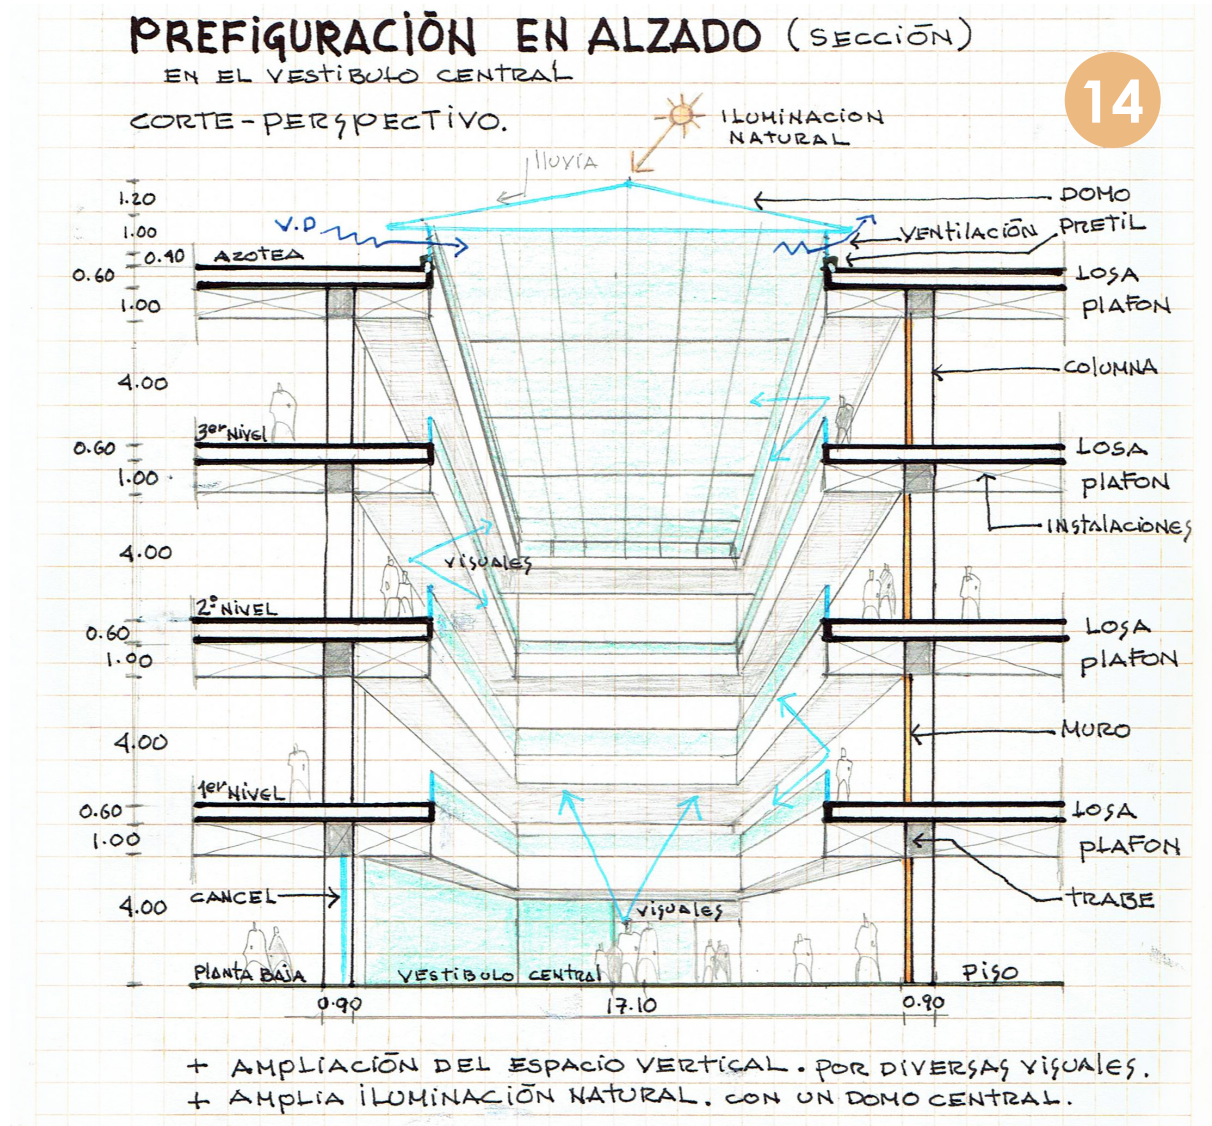 PREFIGURACIÓN EN ALZADO (SECCIÓN)
EN EL VESTIBULO CENTRAL
14
CORTE-PERSPECTIVO.
ILUMINACION
NATURAL
lluvia
1.20
DOMO
V.D
1.00
VENTILACIÓN
PRETIL
0.40
AZOTEA
0.60
LOSA
1.00
PLAFON
COLUMNA
4.00
3er NIVEL
0.60
LOSA
1.00
PLAFON
INSTALACIONES
4.00
VISUALES
2º NIVEL
0.60
LOSA
1.00
PLAFON
MURO
4.00
1er NIVEL
0.60
LOSA
1.00
PLAFON
CANCEL
TRABE
4.00
VISUALES
PLANTA BAJA
VESTIBULO CENTRAL
PISO
0.90
17.10
0.90
+ AMPLIACIÓN DEL ESPACIO VERTICAL. POR DIVERSAS VISUALES.
+ AMPLIA ILUMINACIÓN NATURAL. CON UN DOMO CENTRAL.